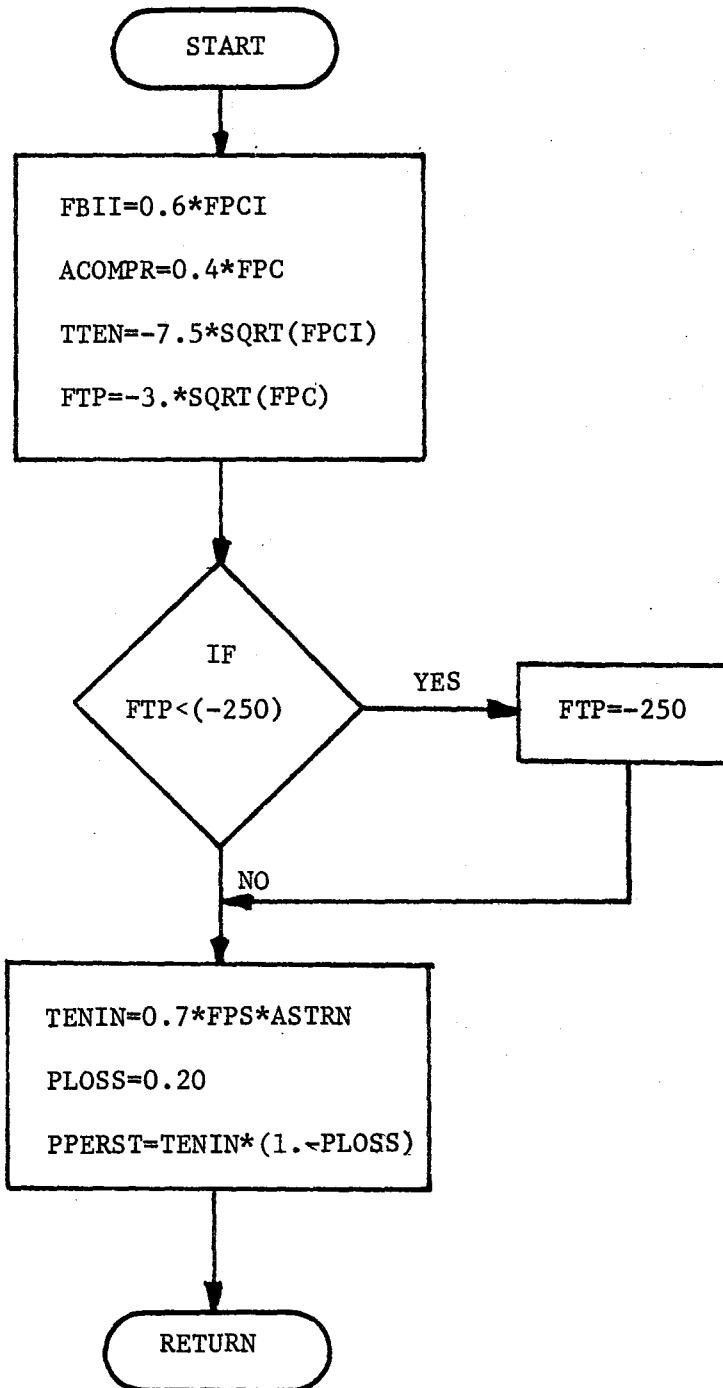 START
FBII=0.6*FPCI
ACOMPR=0.4*FPC
TTEN=-7.5*SQRT(FPCI)
FTP=-3.*SQRT(FPC)
IF
FTP<(-250)
YES
FTP=-250
NO
TENIN=0.7*FPS*ASTRN
PLOSS=0.20
PPERST=TENIN*(1.-PLOSS)
RETURN